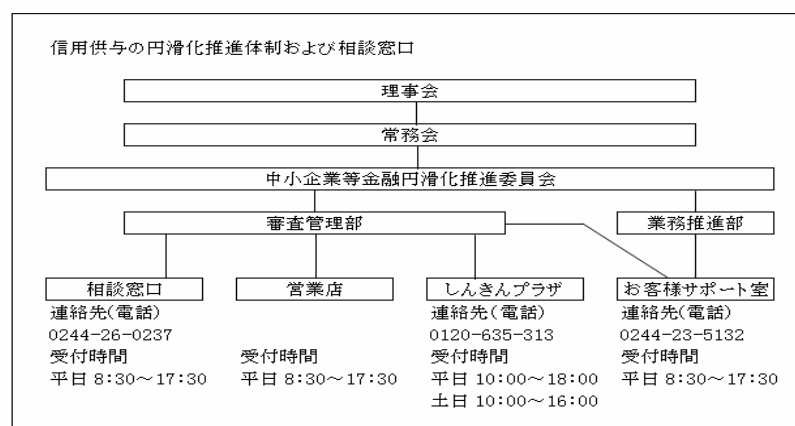 信用供与の円滑化推進体制および相談窓口
理事会
常務会
中小企業等金融円滑化推進委員会
審査管理部
業務推進部
相談窓口
連絡先(電話)
0244-26-0237
受付時間
平日 8:30~17:30
営業店
受付時間
平日 8:30~17:30
しんきんプラザ
連絡先(電話)
0120-635-313
受付時間
平日 10:00~18:00
土日 10:00~16:00
お客様サポート室
連絡先(電話)
0244-23-5132
受付時間
平日 8:30~17:30